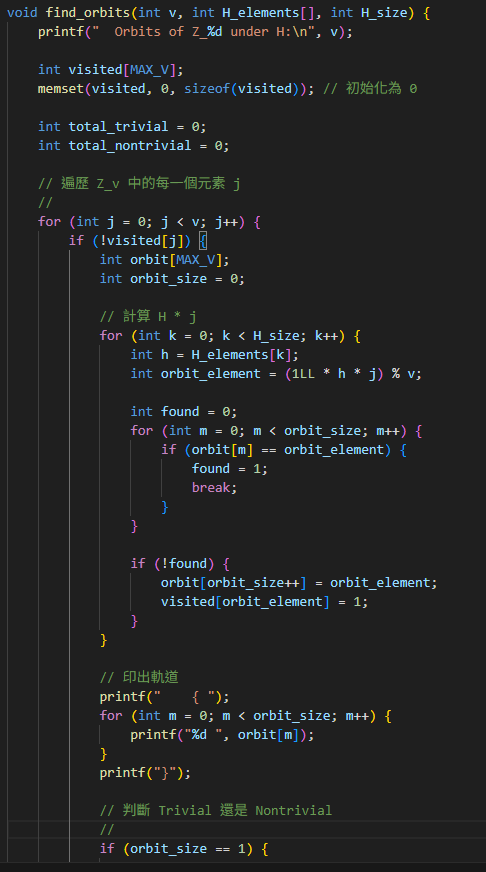 void find_orbits(int v, int H_elements[], int H_size) {
    printf("  Orbits of Z_%d under H:\n", v);

    int visited[MAX_V];
    memset(visited, 0, sizeof(visited)); // 初始化為 0

    int total_trivial = 0;
    int total_nontrivial = 0;

    // 遍歷 Z_v 中的每一個元素 j
    //
    for (int j = 0; j < v; j++) {
        if (!visited[j]) {
            int orbit[MAX_V];
            int orbit_size = 0;

            // 計算 H * j
            for (int k = 0; k < H_size; k++) {
                int h = H_elements[k];
                int orbit_element = (1LL * h * j) % v;

                int found = 0;
                for (int m = 0; m < orbit_size; m++) {
                    if (orbit[m] == orbit_element) {
                        found = 1;
                        break;
                    }
                }

                if (!found) {
                    orbit[orbit_size++] = orbit_element;
                    visited[orbit_element] = 1;
                }
            }

            // 印出軌道
            printf("    { ");
            for (int m = 0; m < orbit_size; m++) {
                printf("%d ", orbit[m]);
            }
            printf("}");

            // 判斷 Trivial 還是 Nontrivial
            //
            if (orbit_size == 1) {